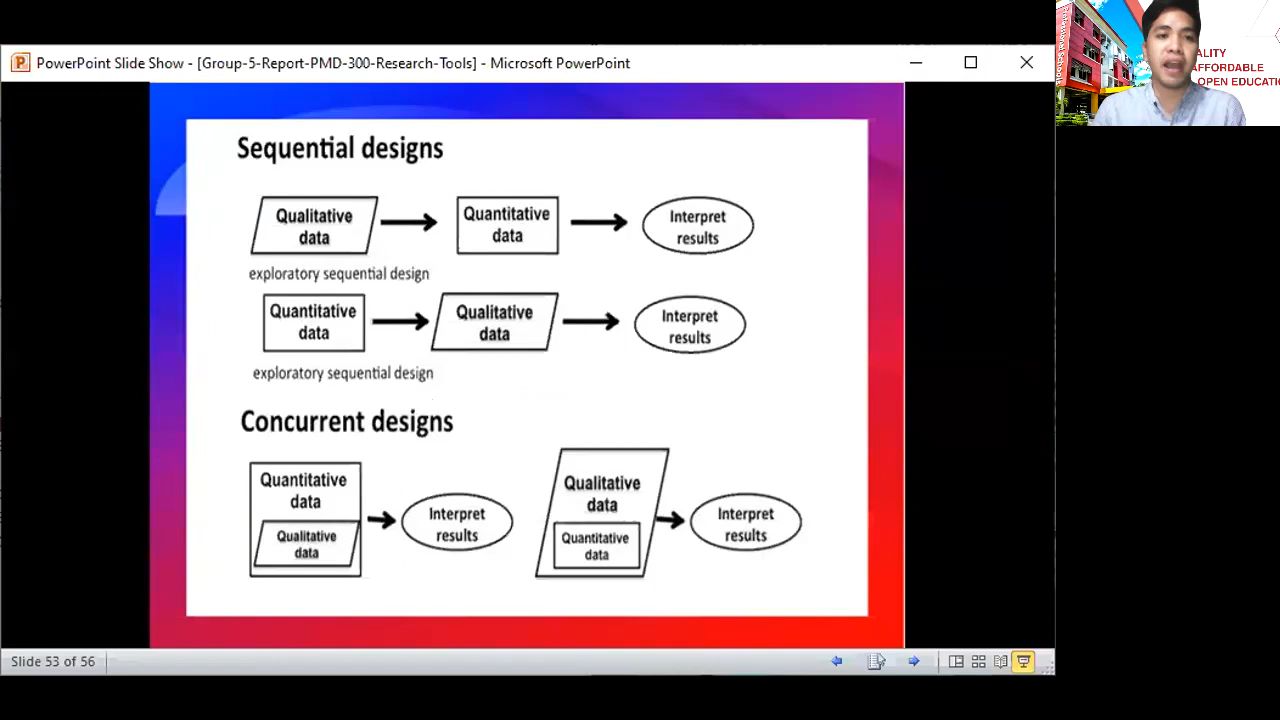 PowerPoint Slide Show - [Group-5-Report-PMD-300-Research-Tools] - Microsoft PowerPoint
ALITY
AFFORDABLE
OPEN EDUCATI
Sequential designs
Qualitative
data
Quantitative
data
Interpret
results
exploratory sequential design
Quantitative
data
Qualitative
data
Interpret
results
exploratory sequential design
Concurrent designs
Quantitative
data
Qualitative
data
Interpret
results
Qualitative
data
Quantitative
data
Interpret
results
Slide 53 of 56